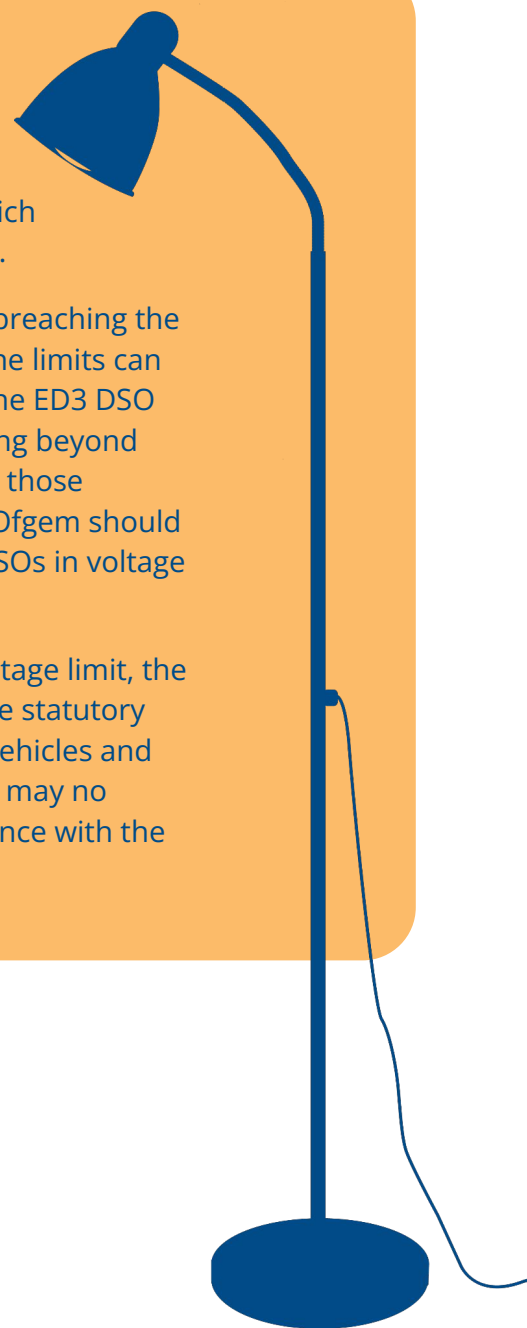 ich
.
breaching the
he limits can
he ED3 DSO
ng beyond
those
Ofgem should
SOs in voltage
tage limit, the
e statutory
ehicles and
may no
nce with the